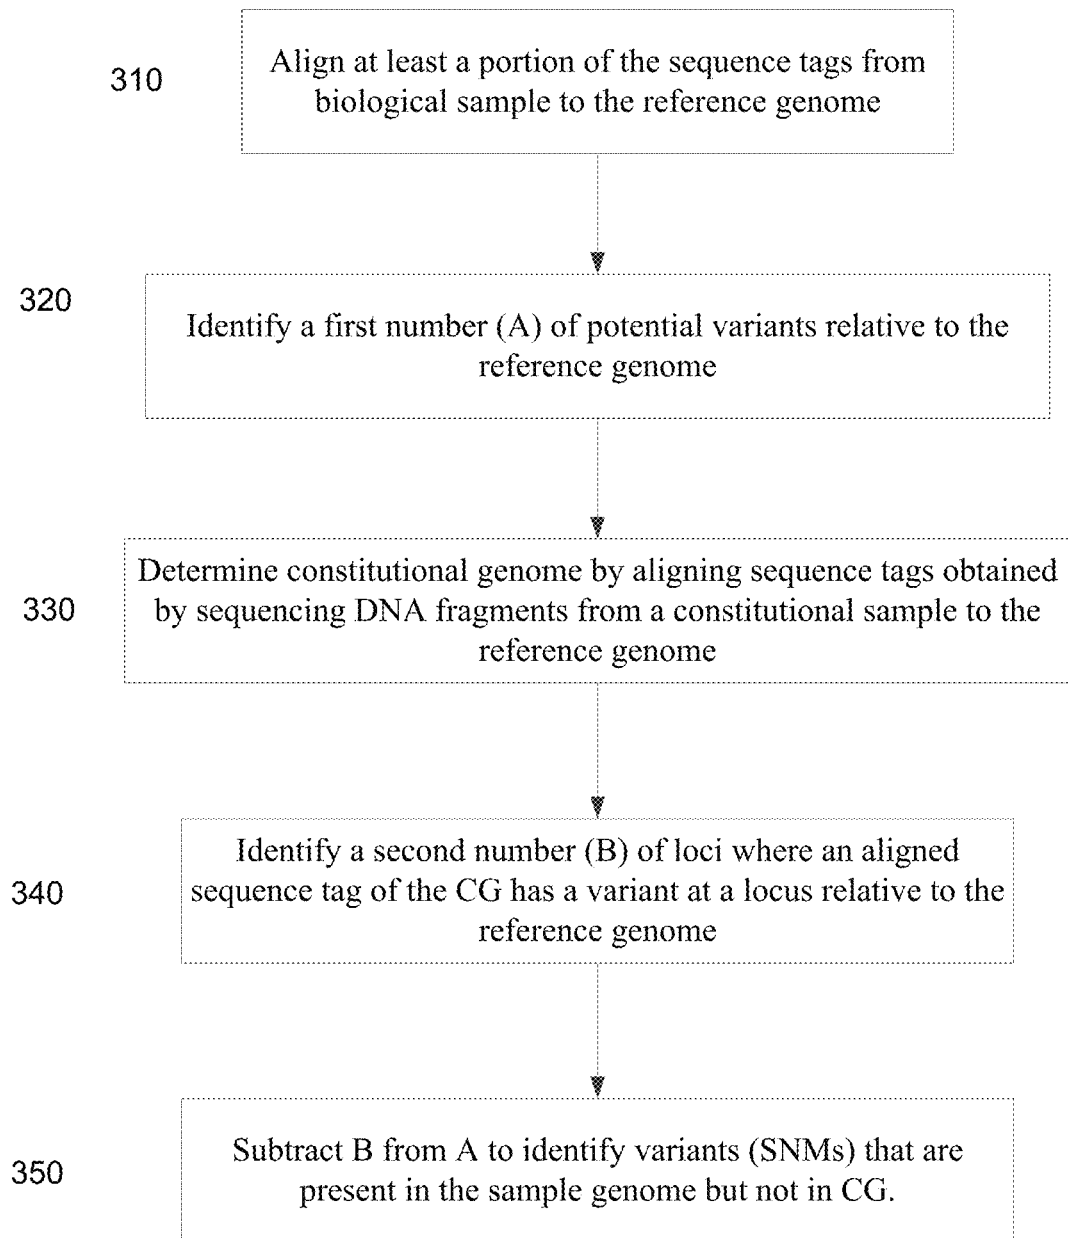 310
Align at least a portion of the sequence tags from
biological sample to the reference genome
320
Identify a first number (A) of potential variants relative to the
reference genome
330
Determine constitutional genome by aligning sequence tags obtained
by sequencing DNA fragments from a constitutional sample to the
reference genome
340
Identify a second number (B) of loci where an aligned
sequence tag of the CG has a variant at a locus relative to the
reference genome
350
Subtract B from A to identify variants (SNMs) that are
present in the sample genome but not in CG.